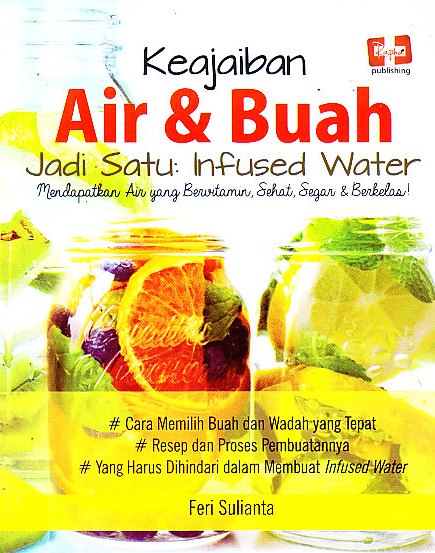 Rapha
publishing
Keajaiban
Air & Buah
Jadi Satu: Infused Water
Mendapatkan Air yang Bervitamin, Sehat, Segar & Berkelas!
# Cara Memilih Buah dan Wadah yang Tepat
# Resep dan Proses Pembuatannya
# Yang Harus Dihindari dalam Membuat Infused Water
Feri Sulianta